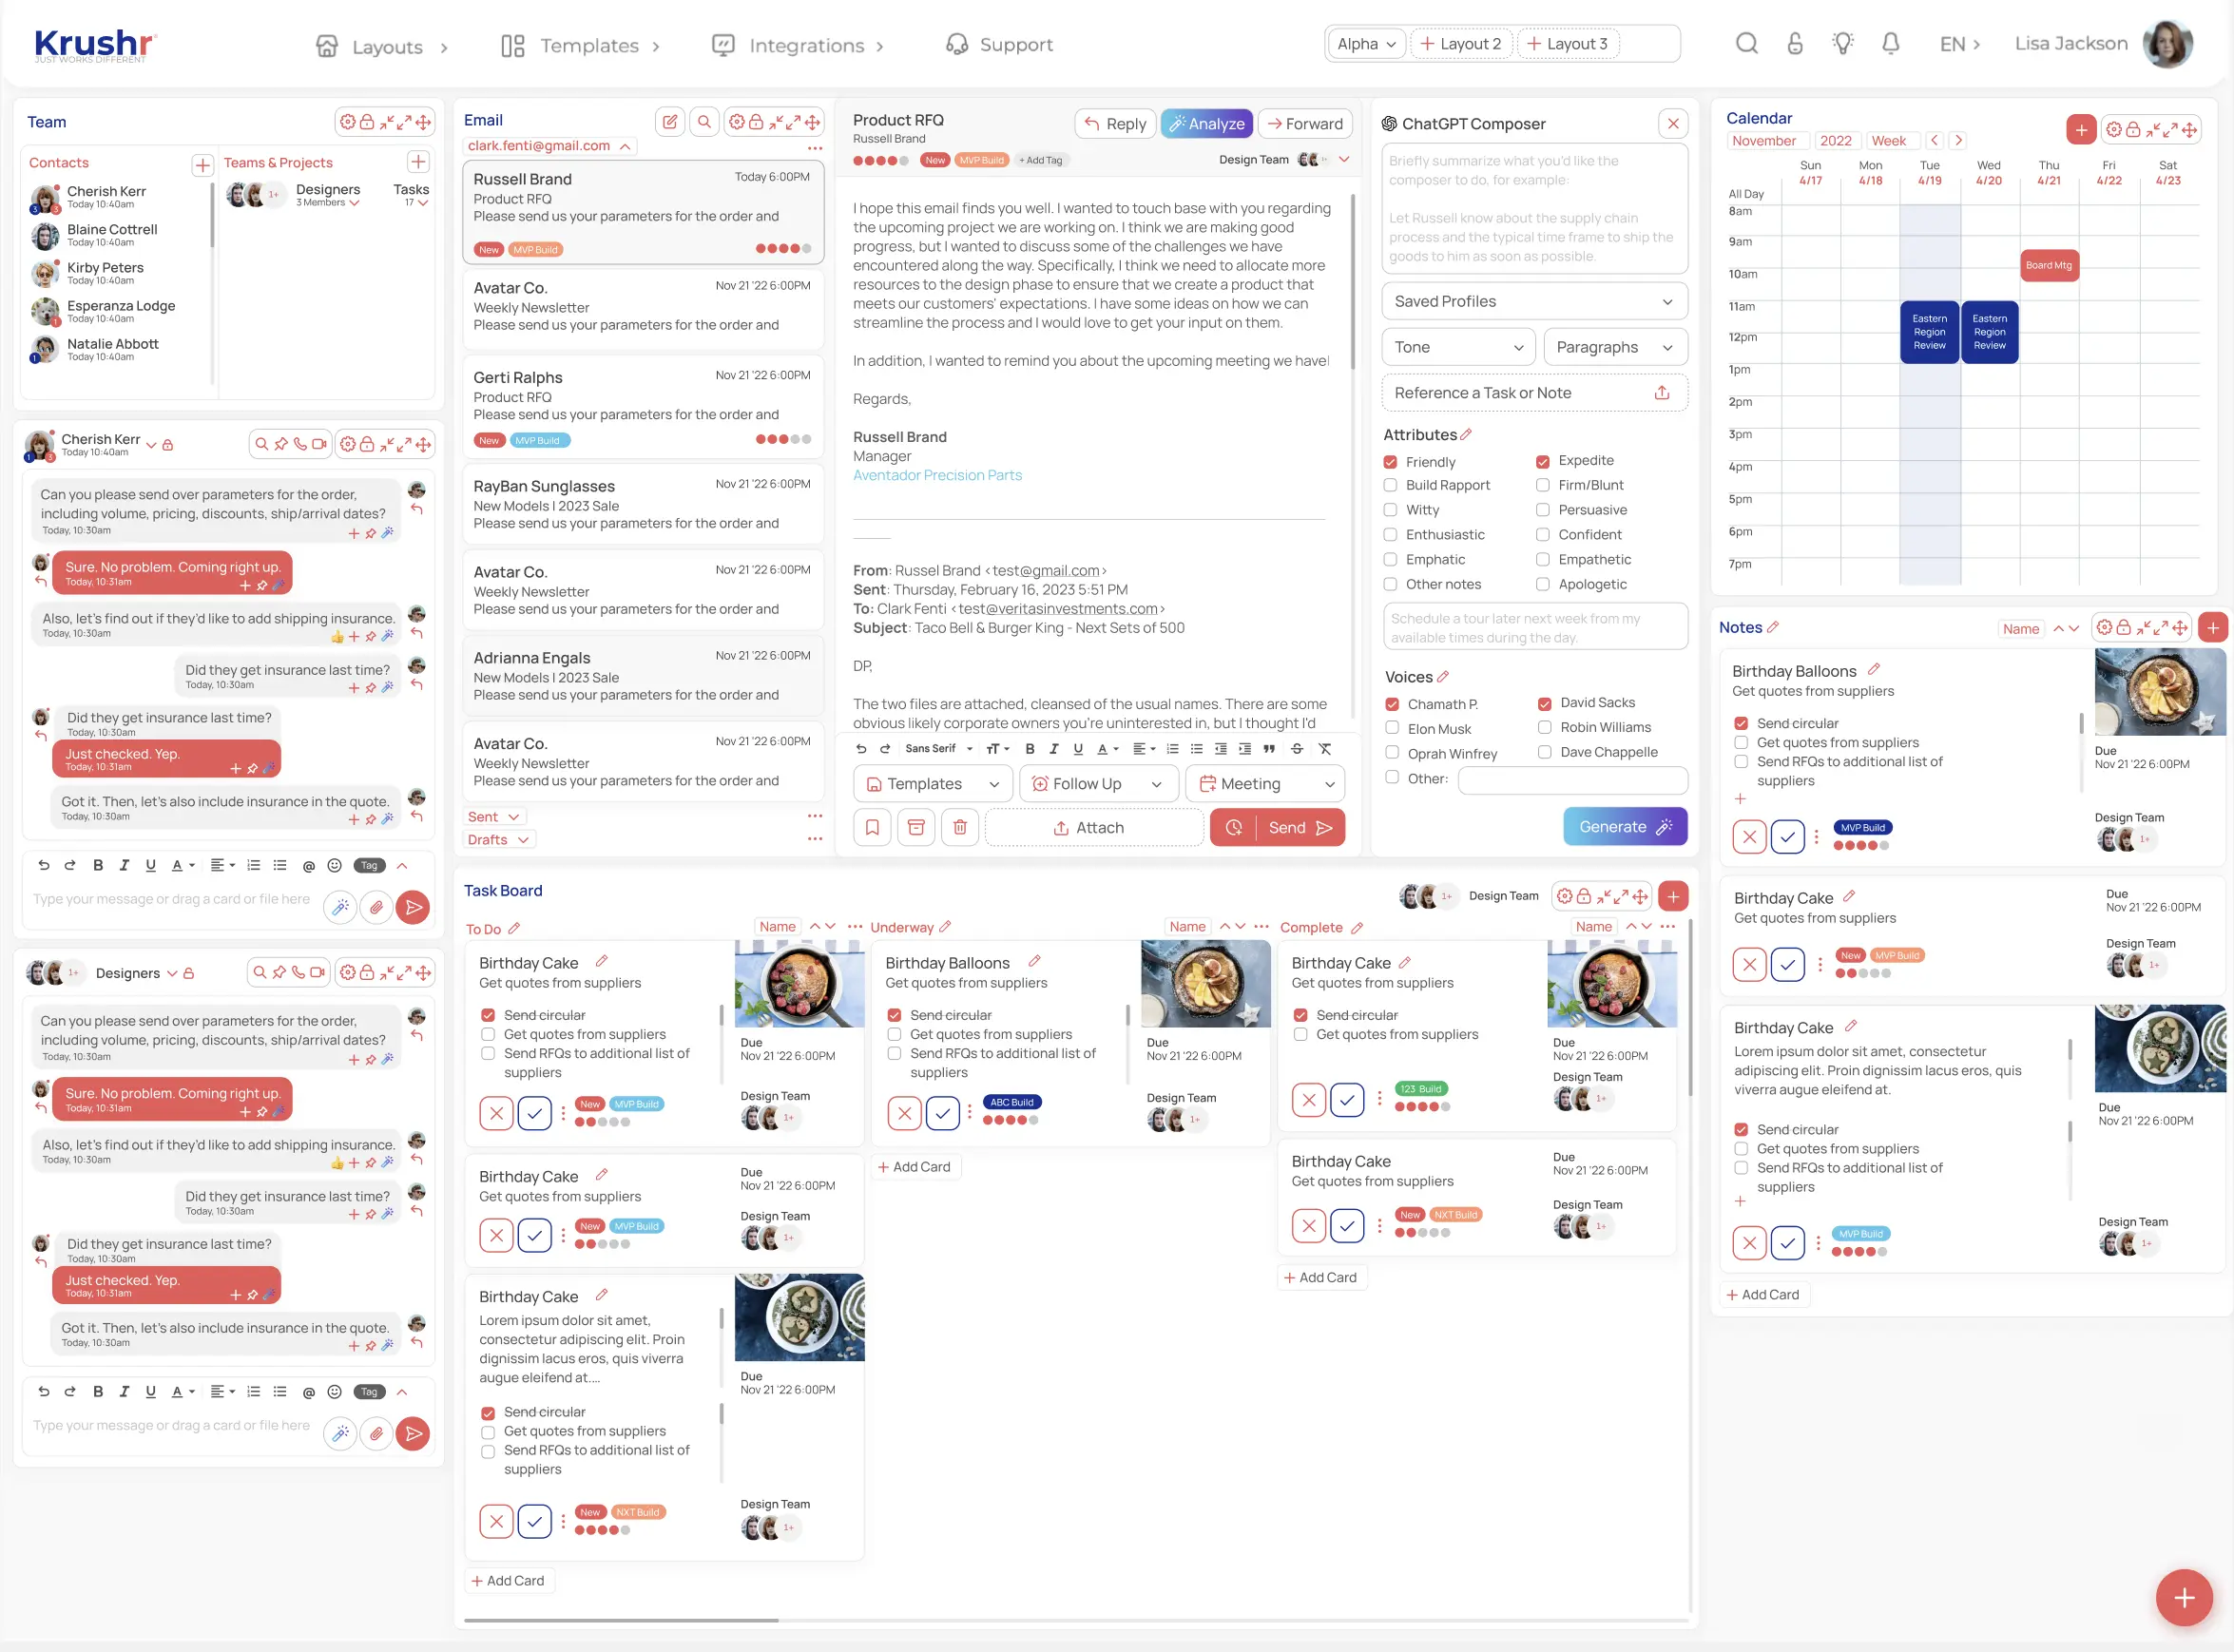 Krushr
JUST WORKS DIFFERENT
Layouts
Templates
Integrations
Support
Alpha
Layout 2
Layout 3
EN
Lisa Jackson
Team
Contacts
Cherish Kerr
Today 10:40am
3
3
Blaine Cottrell
Today 10:40am
Kirby Peters
Today 10:40am
Esperanza Lodge
Today 10:40am
1
Natalie Abbott
Today 10:40am
1
Teams & Projects
1+
Designers
3 Members
Tasks
17
Cherish Kerr
Today 10:40am
1
3
Can you please send over parameters for the order,
including volume, pricing, discounts, ship/arrival dates?
Today, 10:30am
Sure. No problem. Coming right up.
Today, 10:31am
Also, let's find out if they'd like to add shipping insurance.
Today, 10:30am
Did they get insurance last time?
Today, 10:30am
Did they get insurance last time?
Today, 10:30am
Just checked. Yep.
Today, 10:31am
Got it. Then, let's also include insurance in the quote.
Today, 10:30am
B I U A
@
Tag
Type your message or drag a card or file here
1+
Designers
Can you please send over parameters for the order,
including volume, pricing, discounts, ship/arrival dates?
Today, 10:30am
Sure. No problem. Coming right up.
Today, 10:31am
Also, let's find out if they'd like to add shipping insurance.
Today, 10:30am
Did they get insurance last time?
Today, 10:30am
Did they get insurance last time?
Today, 10:30am
Just checked. Yep.
Today, 10:31am
Got it. Then, let's also include insurance in the quote.
Today, 10:30am
B I U A
@
Tag
Type your message or drag a card or file here
Email
clark.fenti@gmail.com
Russell Brand
Today 6:00PM
Product RFQ
Please send us your parameters for the order and
New
MVP Build
Avatar Co.
Nov 21 '22 6:00PM
Weekly Newsletter
Please send us your parameters for the order and
Gerti Ralphs
Nov 21 '22 6:00PM
Product RFQ
Please send us your parameters for the order and
New
MVP Build
RayBan Sunglasses
Nov 21 '22 6:00PM
New Models | 2023 Sale
Please send us your parameters for the order and
Avatar Co.
Nov 21 '22 6:00PM
Weekly Newsletter
Please send us your parameters for the order and
Adrianna Engals
Nov 21 '22 6:00PM
New Models | 2023 Sale
Please send us your parameters for the order and
Avatar Co.
Nov 21 '22 6:00PM
Weekly Newsletter
Please send us your parameters for the order and
Sent
Drafts
Product RFQ
Russell Brand
Reply
Analyze
Forward
New
MVP Build
+ Add Tag
Design Team
I hope this email finds you well. I wanted to touch base with you regarding
the upcoming project we are working on. I think we are making good
progress, but I wanted to discuss some of the challenges we have
encountered along the way. Specifically, I think we need to allocate more
resources to the design phase to ensure that we create a product that
meets our customers' expectations. I have some ideas on how we can
streamline the process and I would love to get your input on them.
In addition, I wanted to remind you about the upcoming meeting we have
Regards,
Russell Brand
Manager
Aventador Precision Parts
From: Russel Brand <test@gmail.com>
Sent: Thursday, February 16, 2023 5:51 PM
To: Clark Fenti <test@veritasinvestments.com>
Subject: Taco Bell & Burger King - Next Sets of 500
DP,
The two files are attached, cleansed of the usual names. There are some
obvious likely corporate owners you're uninterested in, but I thought I'd
Sans Serif
B I U A
Templates
Follow Up
Meeting
Attach
Send
ChatGPT Composer
Briefly summarize what you'd like the
composer to do, for example:
Let Russell know about the supply chain
process and the typical time frame to ship the
goods to him as soon as possible.
Saved Profiles
Tone
Paragraphs
Reference a Task or Note
Attributes
Friendly
Expedite
Build Rapport
Firm/Blunt
Witty
Persuasive
Enthusiastic
Confident
Emphatic
Empathetic
Other notes
Apologetic
Schedule a tour later next week from my
available times during the day.
Voices
Chamath P.
David Sacks
Elon Musk
Robin Williams
Oprah Winfrey
Dave Chappelle
Other:
Generate
Task Board
1+
Design Team
To Do
Name
Birthday Cake
Get quotes from suppliers
Send circular
Get quotes from suppliers
Send RFQs to additional list of
suppliers
Due
Nov 21 '22 6:00PM
New
MVP Build
Design Team
1+
Birthday Cake
Get quotes from suppliers
Due
Nov 21 '22 6:00PM
New
MVP Build
Design Team
1+
Birthday Cake
Lorem ipsum dolor sit amet,
consectetur adipiscing elit. Proin
dignissim lacus eros, quis viverra
augue eleifend at....
Due
Nov 21 '22 6:00PM
Send circular
Get quotes from suppliers
Send RFQs to additional list of
suppliers
New
NXT Build
Design Team
1+
+ Add Card
Underway
Name
Birthday Balloons
Get quotes from suppliers
Send circular
Get quotes from suppliers
Send RFQs to additional list of
suppliers
Due
Nov 21 '22 6:00PM
ABC Build
Design Team
1+
+ Add Card
Complete
Name
Birthday Cake
Get quotes from suppliers
Send circular
Get quotes from suppliers
Due
Nov 21 '22 6:00PM
123 Build
Design Team
1+
Birthday Cake
Get quotes from suppliers
Due
Nov 21 '22 6:00PM
New
NXT Build
Design Team
1+
+ Add Card
Calendar
November
2022
Week
Sun
Mon
Tue
Wed
Thu
Fri
Sat
4/17
4/18
4/19
4/20
4/21
4/22
4/23
All Day
8am
9am
10am
11am
12pm
1pm
2pm
3pm
4pm
5pm
6pm
7pm
Board Mtg
Eastern
Region
Review
Eastern
Region
Review
Notes
Name
Birthday Balloons
Get quotes from suppliers
Send circular
Get quotes from suppliers
Send RFQs to additional list of
suppliers
Due
Nov 21 '22 6:00PM
MVP Build
Design Team
1+
Birthday Cake
Get quotes from suppliers
Due
Nov 21 '22 6:00PM
New
MVP Build
Design Team
1+
Birthday Cake
Lorem ipsum dolor sit amet, consectetur
adipiscing elit. Proin dignissim lacus eros, quis
viverra augue eleifend at.
Due
Nov 21 '22 6:00PM
Send circular
Get quotes from suppliers
Send RFQs to additional list of
suppliers
MVP Build
Design Team
1+
+ Add Card